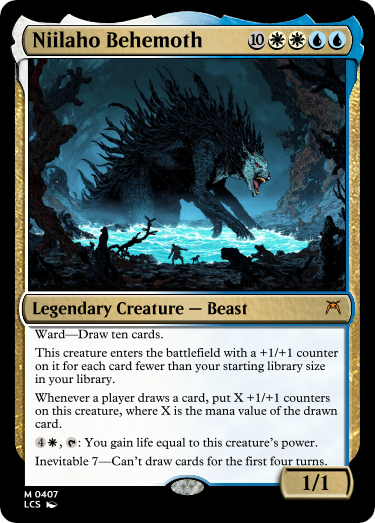 Niilaho Behemoth 10
Legendary Creature — Beast
Ward—Draw ten cards.
This creature enters the battlefield with a +1/+1 counter
on it for each card fewer than your starting library size
in your library.
Whenever a player draws a card, put X +1/+1 counters
on this creature, where X is the mana value of the drawn
card.
4 , : You gain life equal to this creature's power.
Inevitable 7—Can't draw cards for the first four turns.
1/1
M 0407
LCS